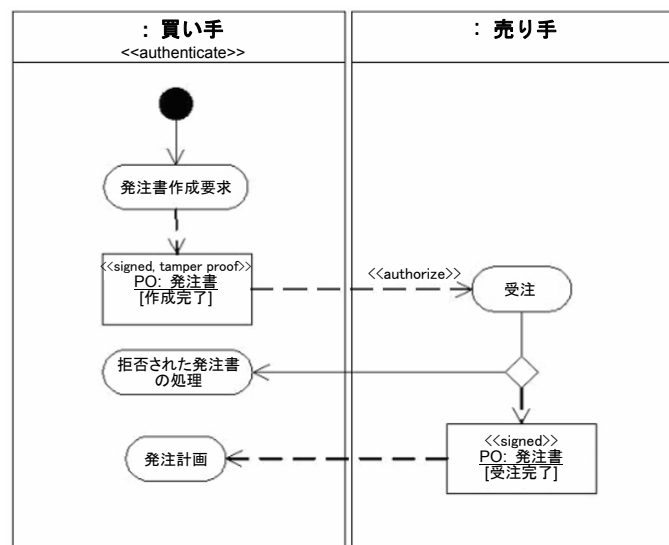 : 買い手
<<authenticate>>
: 売り手
発注書作成要求
<<signed, tamper proof>>
PO: 発注書
[作成完了]
<<authorize>>
受注
拒否された発注書
の処理
<<signed>>
PO: 発注書
[受注完了]
発注計画